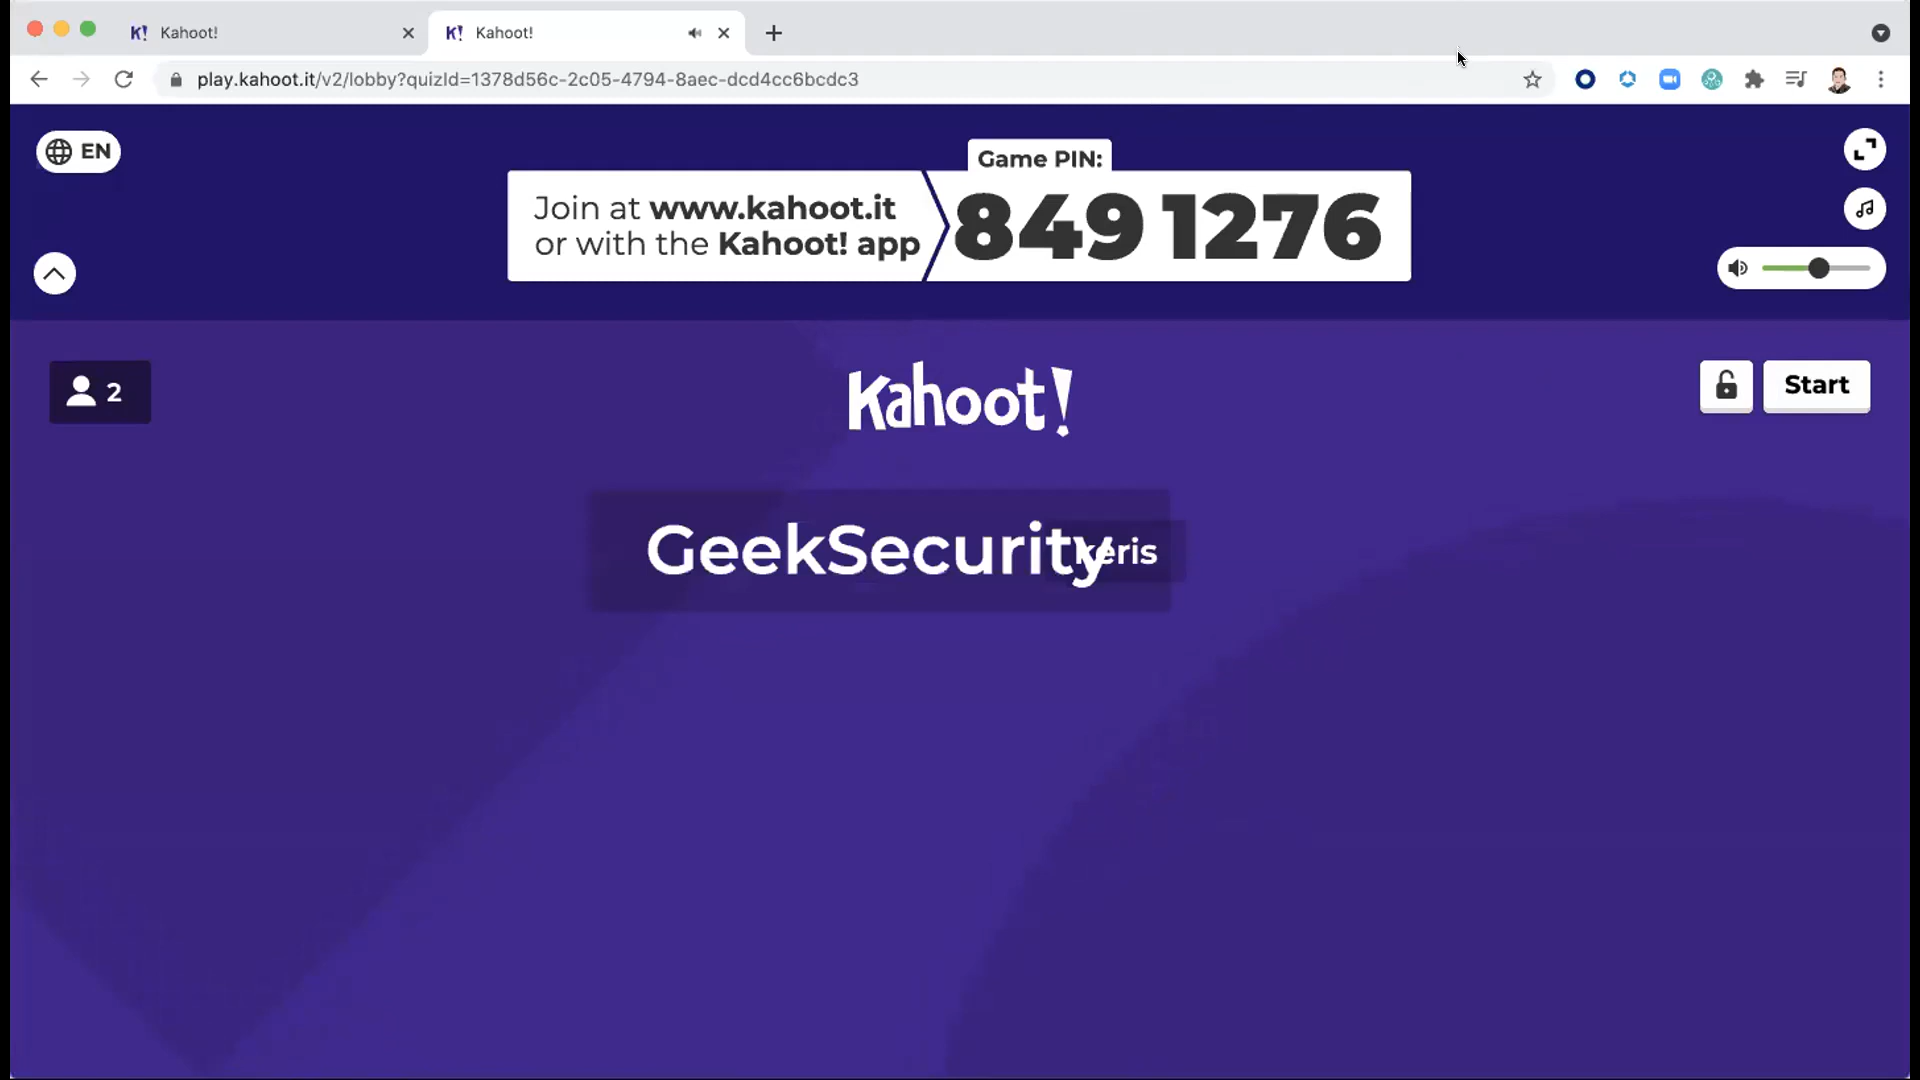 Kahoot!
Kahoot!
play.kahoot.it/v2/lobby?quizId=1378d56c-2c05-4794-8aec-dcd4cc6bcdc3
EN
Game PIN:
Join at www.kahoot.it
or with the Kahoot! app
849 1276
2
Kahoot!
Start
GeekSecurity